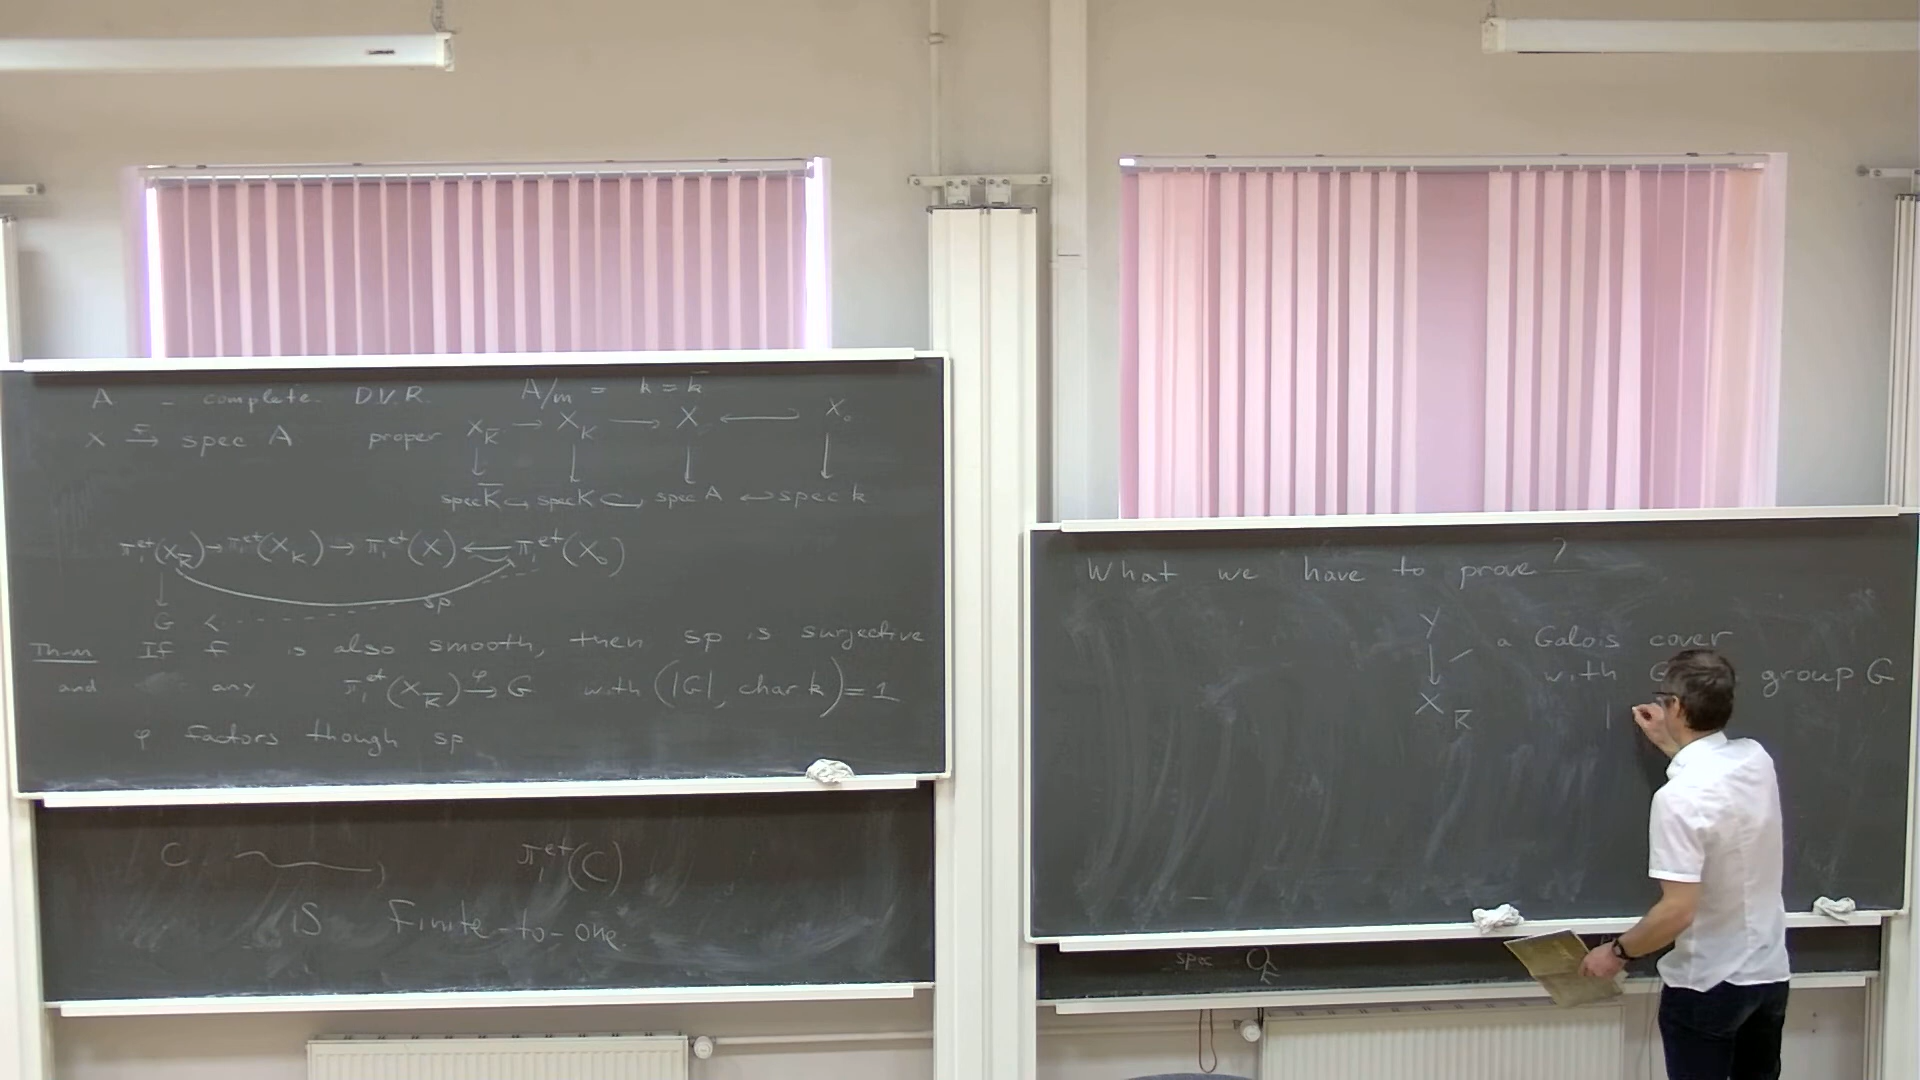 A - complete D.V.R. A/m = k = k̄
X →f spec A proper X_K̄ → X_K → X ← X₀
spec K̄ → spec K ↪ spec A ↩ spec k
π₁^et(X_K̄) → π₁^et(X_K) → π₁^et(X) ⟵ π₁^et(X₀)
sp
G
Thm If f is also smooth, then sp is surjective
and any π₁^et(X_K̄) →φ G with (|G|, char k) = 1
φ factors though sp
C π₁^et(C)
is Finite-to-one
What we have to prove?
Y
↓ a Galois cover
with G group G
X_K̄ |
spec O_K̄